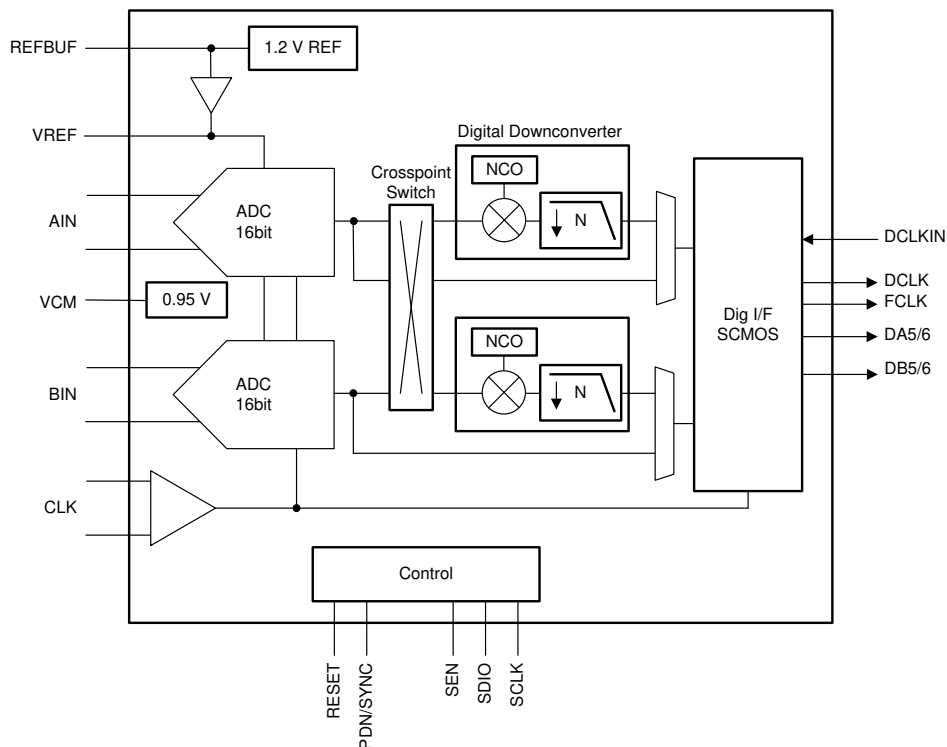 REFBUF
1.2 V REF
VREF
Digital Downconverter
NCO
Crosspoint
Switch
N
AIN
ADC
16bit
DCLKIN
VCM
0.95 V
DCLK
FCLK
Dig I/F
SCMOS
DA5/6
NCO
DB5/6
BIN
ADC
16bit
N
CLK
Control
RESET
PDN/SYNC
SEN
SDIO
SCLK